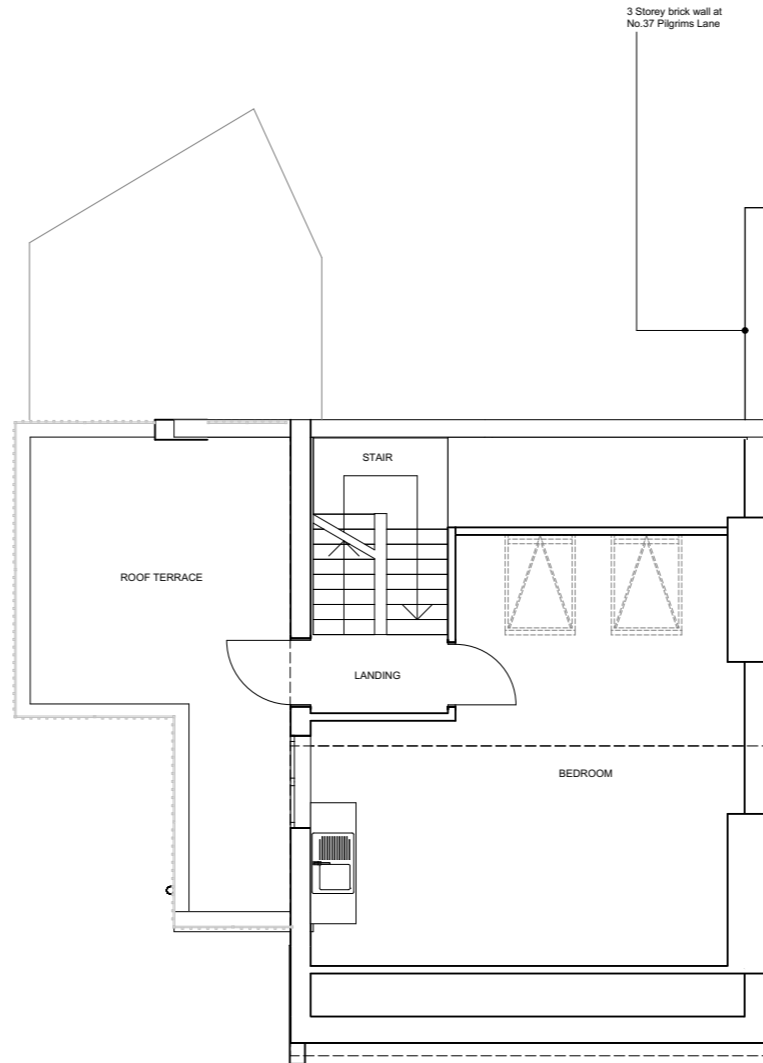 3 Storey brick wall at
No.37 Pilgrims Lane
STAIR
ROOF TERRACE
LANDING
BEDROOM